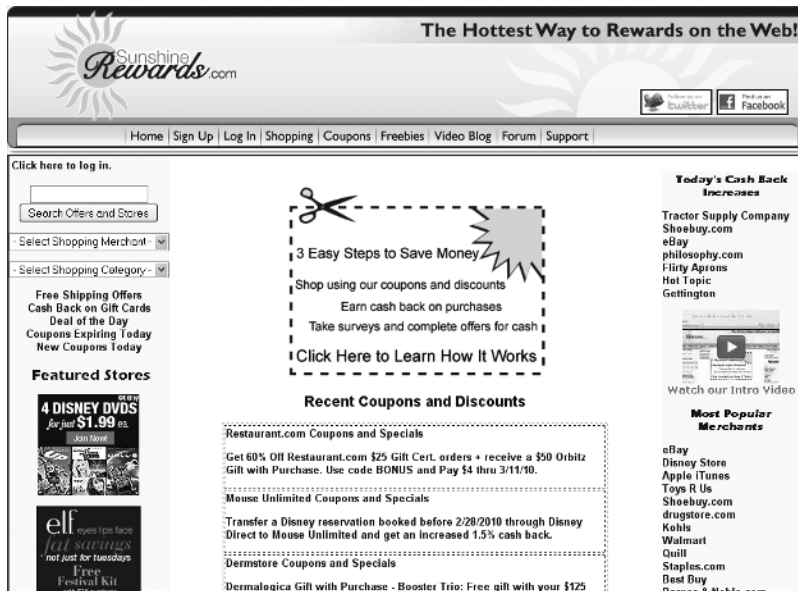 The Hottest Way to Rewards on the Web!
Sunshine
Rewards.com
Follow us on
twitter
Find us on
Facebook
Home | Sign Up | Log In | Shopping | Coupons | Freebies | Video Blog | Forum | Support
Click here to log in.
Search Offers and Stores
- Select Shopping Merchant -
- Select Shopping Category -
Free Shipping Offers
Cash Back on Gift Cards
Deal of the Day
Coupons Expiring Today
New Coupons Today
Featured Stores
4 DISNEY DVDS
for just $1.99 ea.
Join Now!
elf eyes lips face
fat savings
not just for tuesdays
Free
Festival Kit
3 Easy Steps to Save Money
Shop using our coupons and discounts
Earn cash back on purchases
Take surveys and complete offers for cash
Click Here to Learn How It Works
Recent Coupons and Discounts
Restaurant.com Coupons and Specials
Get 60% Off Restaurant.com $25 Gift Cert. orders + receive a $50 Orbitz
Gift with Purchase. Use code BONUS and Pay $4 thru 3/11/10.
Mouse Unlimited Coupons and Specials
Transfer a Disney reservation booked before 2/28/2010 through Disney
Direct to Mouse Unlimited and get an increased 1.5% cash back.
Dermstore Coupons and Specials
Dermalogica Gift with Purchase - Booster Trio: Free gift with your $125
Today's Cash Back
Increases
Tractor Supply Company
Shoebuy.com
eBay
philosophy.com
Flirty Aprons
Hot Topic
Gettington
Watch our Intro Video
Most Popular
Merchants
eBay
Disney Store
Apple iTunes
Toys R Us
Shoebuy.com
drugstore.com
Kohls
Walmart
Quill
Staples.com
Best Buy
Barnes & Noble.com